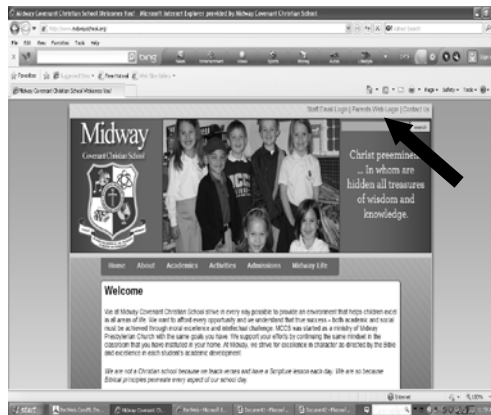 Midway Covenant Christian School Welcomes You! - Microsoft Internet Explorer provided by Midway Covenant Christian School
File Edit View Favorites Tools Help
bing
Favorites
Midway Covenant Christian School Welcomes You!
Page Safety Tools
Staff Email Login | Parents Web Login | Contact Us
search
Midway
Covenant Christian School
Christ preemine
... In whom are
hidden all treasures
of wisdom and
knowledge.
Home About Academics Activities Admissions Midway Life
Welcome
We at Midway Covenant Christian School strive in every way possible to provide an environment that helps children excel
in all areas of life. We want to afford every opportunity and we understand that true success - both academic and social
must be achieved through moral excellence and intellectual challenge. MCCS was started as a ministry of Midway
Presbyterian Church with the same goals you have. We support your efforts by continuing the same mindset in the
classroom that you have instituted in your home. At Midway, we strive for excellence in character as directed by the Bible
and excellence in each student's academic development.
We are not a Christian school because we teach verses and have a Scripture lesson each day. We are so because
Biblical principles permeate every aspect of our school day.
Internet 100%
start